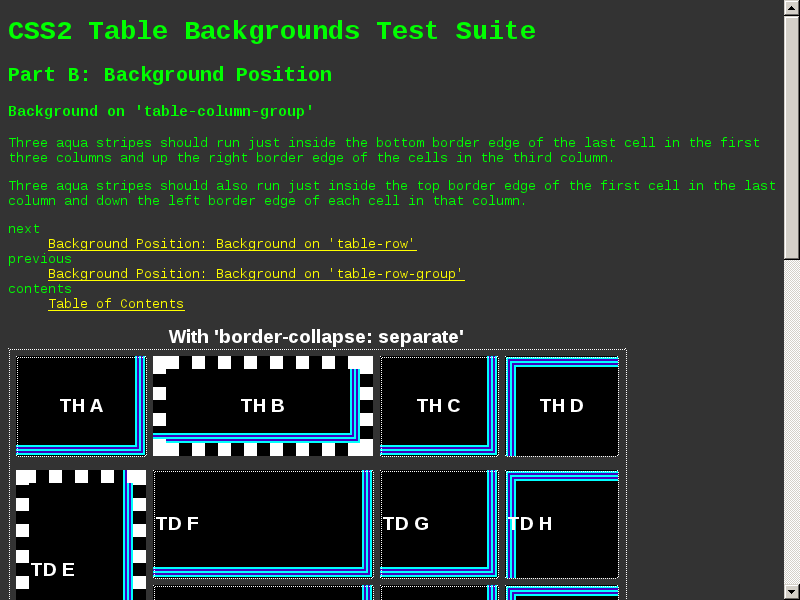 CSS2 Table Backgrounds Test Suite
Part B: Background Position
Background on 'table-column-group'
Three aqua stripes should run just inside the bottom border edge of the last cell in the first
three columns and up the right border edge of the cells in the third column.
Three aqua stripes should also run just inside the top border edge of the first cell in the last
column and down the left border edge of each cell in that column.
next
Background Position: Background on 'table-row'
previous
Background Position: Background on 'table-row-group'
contents
Table of Contents
With 'border-collapse: separate'
TH A TH B TH C TH D
TD F TD G TD H
TD E